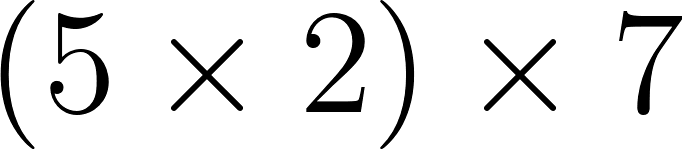 (5 × 2) × 7